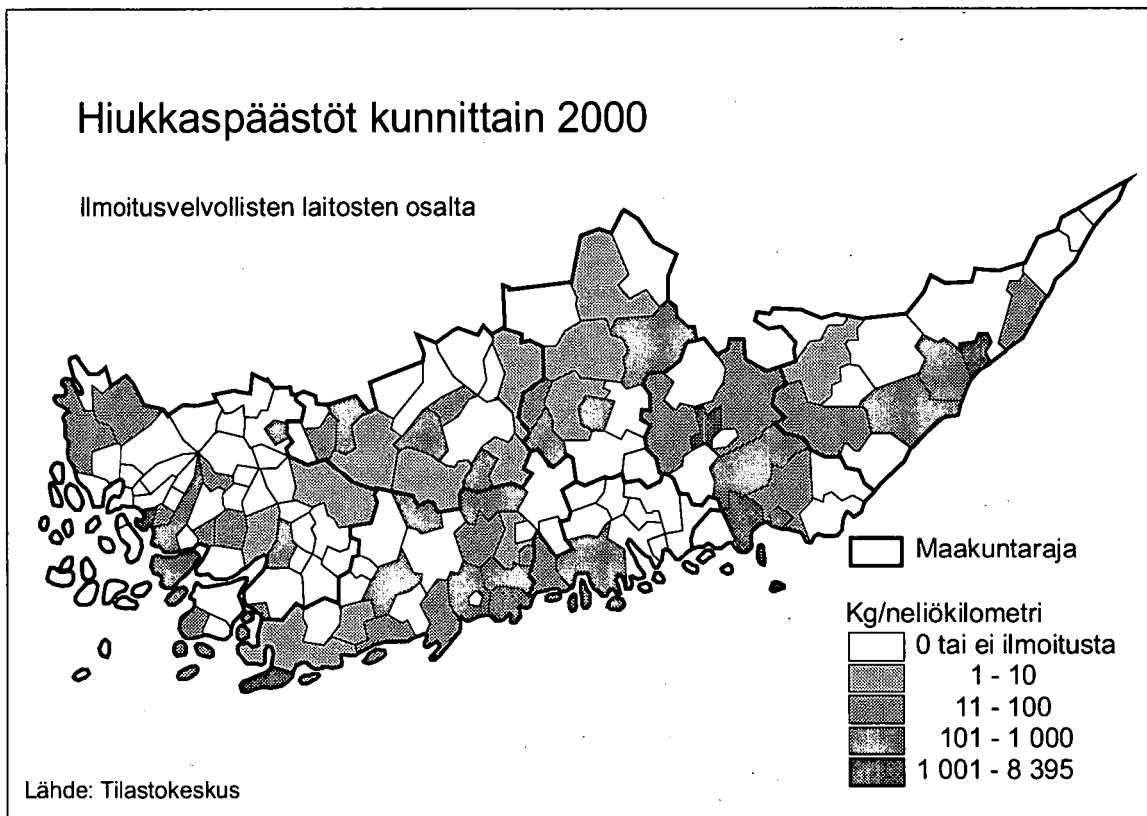 Hiukkaspäästöt kunnittain 2000
Ilmoitusvelvollisten laitosten osalta
Maakuntaraja
Kg/neliökilometri
0 tai ei ilmoitusta
1 - 10
11 - 100
101 - 1 000
1 001 - 8 395
Lähde: Tilastokeskus